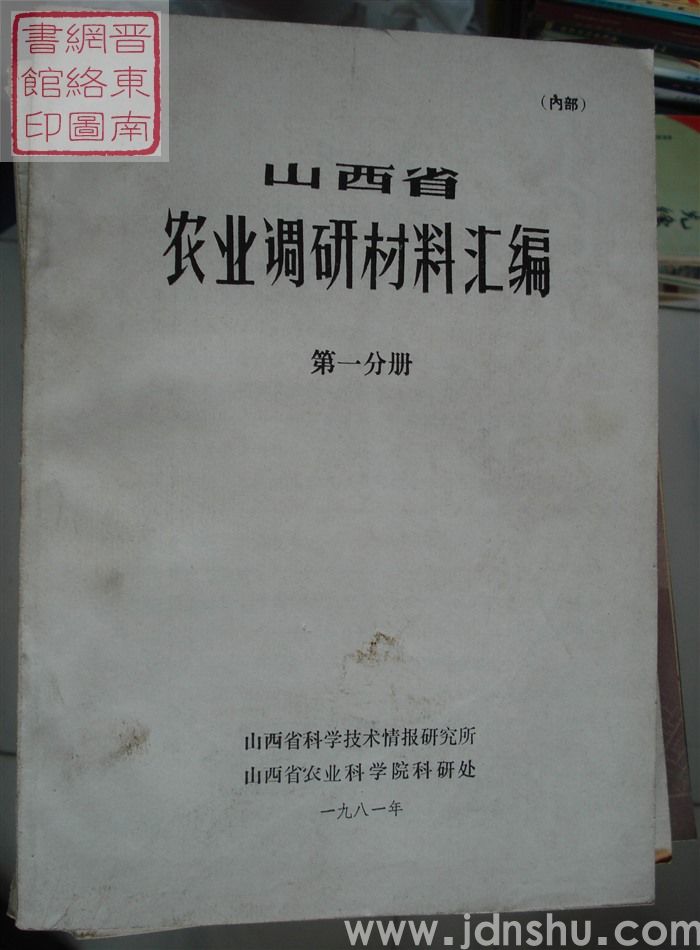 晋東南
網絡圖
書館印
（内部）
山西省
农业调研材料汇编
第一分册
山西省科学技术情报研究所
山西省农业科学院科研处
一九八一年
www.jdnshu.com